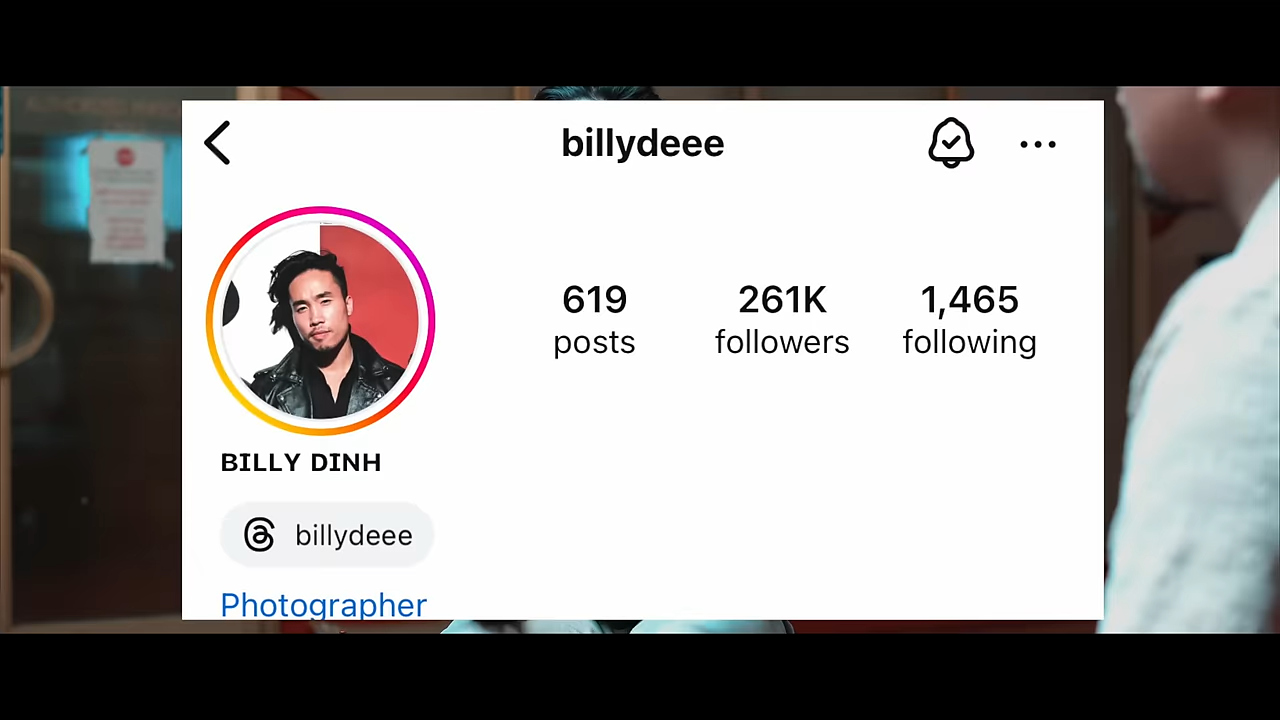 billydeee
619
261K
1,465
posts
followers
following
BILLY DINH
billydeee
Photographer